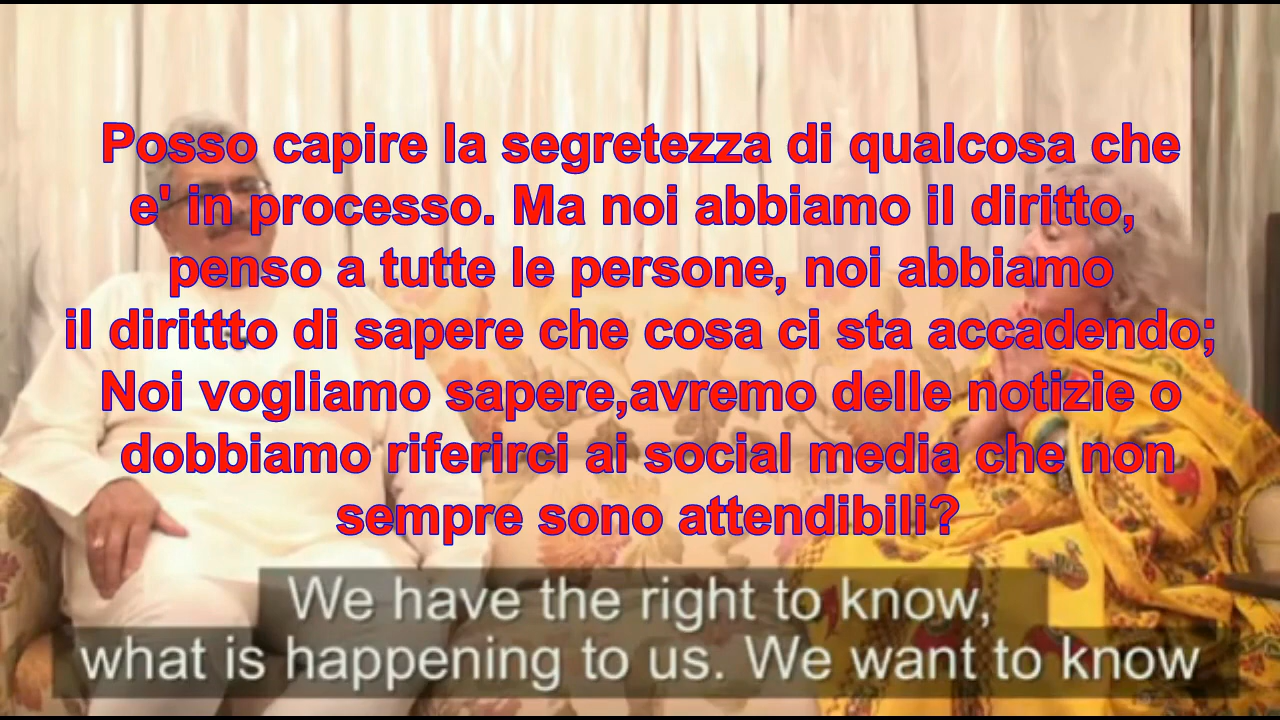 Posso capire la segretezza di qualcosa che
e' in processo. Ma noi abbiamo il diritto,
penso a tutte le persone, noi abbiamo
il dirittto di sapere che cosa ci sta accadendo;
Noi vogliamo sapere,avremo delle notizie o
dobbiamo riferirci ai social media che non
sempre sono attendibili?
We have the right to know,
what is happening to us. We want to know